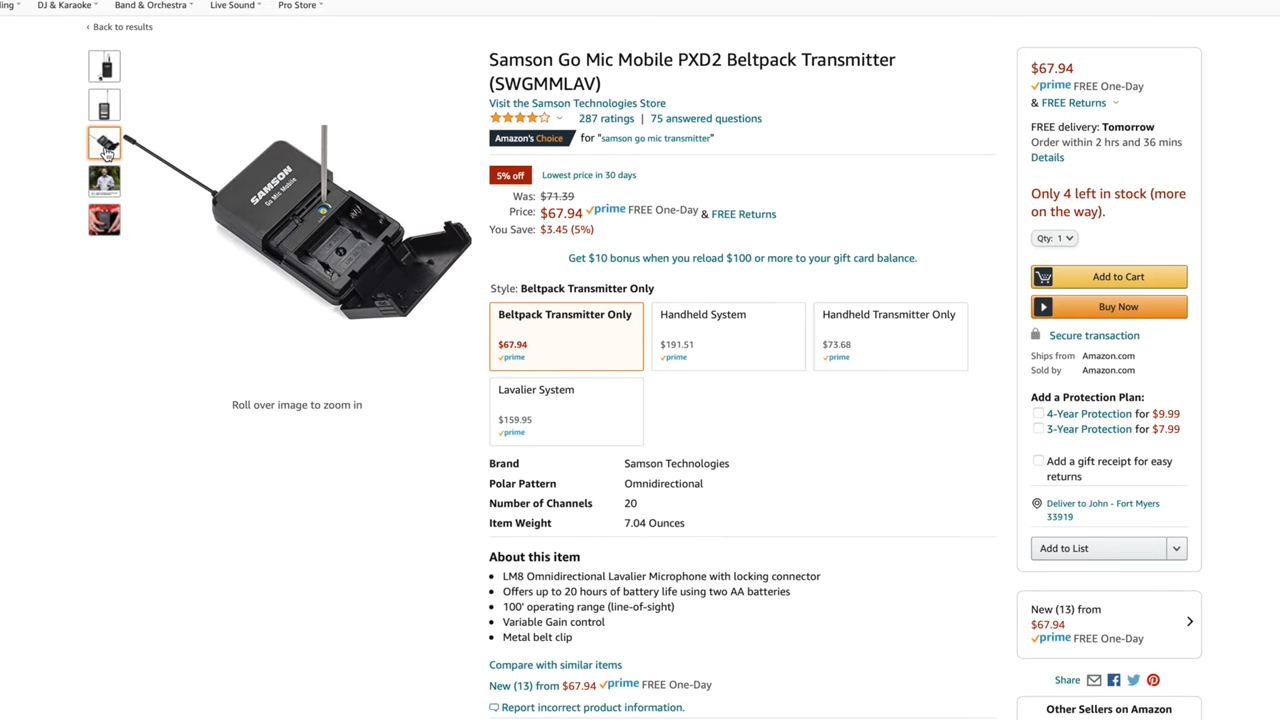 ling
DJ & Karaoke
Band & Orchestra
Live Sound
Pro Store
‹ Back to results
SAMSON
Go Mic Mobile
Roll over image to zoom in
Samson Go Mic Mobile PXD2 Beltpack Transmitter
(SWGMMLAV)
Visit the Samson Technologies Store
287 ratings | 75 answered questions
Amazon's Choice for "samson go mic transmitter"
5% off Lowest price in 30 days
Was: $71.39
Price: $67.94 prime FREE One-Day & FREE Returns
You Save: $3.45 (5%)
Get $10 bonus when you reload $100 or more to your gift card balance.
Style: Beltpack Transmitter Only
Beltpack Transmitter Only
$67.94
prime
Handheld System
$191.51
prime
Handheld Transmitter Only
$73.68
prime
Lavalier System
$159.95
prime
Brand Samson Technologies
Polar Pattern Omnidirectional
Number of Channels 20
Item Weight 7.04 Ounces
About this item
• LM8 Omnidirectional Lavalier Microphone with locking connector
• Offers up to 20 hours of battery life using two AA batteries
• 100' operating range (line-of-sight)
• Variable Gain control
• Metal belt clip
Compare with similar items
New (13) from $67.94 prime FREE One-Day
Report incorrect product information.
$67.94
prime FREE One-Day
& FREE Returns
FREE delivery: Tomorrow
Order within 2 hrs and 36 mins
Details
Only 4 left in stock (more
on the way).
Qty: 1
Add to Cart
Buy Now
Secure transaction
Ships from Amazon.com
Sold by Amazon.com
Add a Protection Plan:
4-Year Protection for $9.99
3-Year Protection for $7.99
Add a gift receipt for easy
returns
Deliver to John - Fort Myers
33919
Add to List
New (13) from
$67.94
prime FREE One-Day
Share
Other Sellers on Amazon